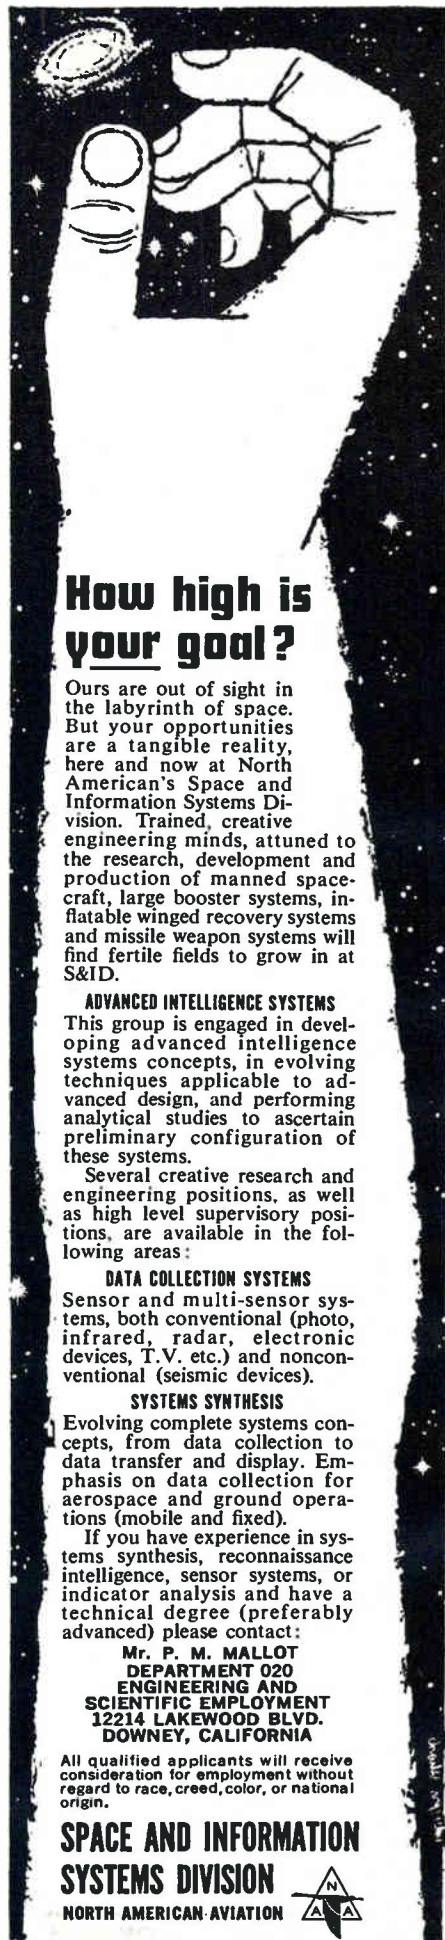 How high is
your goal?
Ours are out of sight in
the labyrinth of space.
But your opportunities
are a tangible reality,
here and now at North
American's Space and
Information Systems Di-
vision. Trained, creative
engineering minds, attuned to
the research, development and
production of manned space-
craft, large booster systems, in-
flatable winged recovery systems
and missile weapon systems will
find fertile fields to grow in at
S&ID.
ADVANCED INTELLIGENCE SYSTEMS
This group is engaged in devel-
oping advanced intelligence
systems concepts, in evolving
techniques applicable to ad-
vanced design, and performing
analytical studies to ascertain
preliminary configuration of
these systems.
Several creative research and
engineering positions, as well
as high level supervisory posi-
tions, are available in the fol-
lowing areas:
DATA COLLECTION SYSTEMS
Sensor and multi-sensor sys-
tems, both conventional (photo,
infrared, radar, electronic
devices, T.V. etc.) and noncon-
ventional (seismic devices).
SYSTEMS SYNTHESIS
Evolving complete systems con-
cepts, from data collection to
data transfer and display. Em-
phasis on data collection for
aerospace and ground opera-
tions (mobile and fixed).
If you have experience in sys-
tems synthesis, reconnaissance
intelligence, sensor systems, or
indicator analysis and have a
technical degree (preferably
advanced) please contact:
Mr. P. M. MALLOT
DEPARTMENT 020
ENGINEERING AND
SCIENTIFIC EMPLOYMENT
12214 LAKEWOOD BLVD.
DOWNEY, CALIFORNIA
All qualified applicants will receive
consideration for employment without
regard to race, creed, color, or national
origin.
SPACE AND INFORMATION
SYSTEMS DIVISION
NORTH AMERICAN AVIATION
N
A A